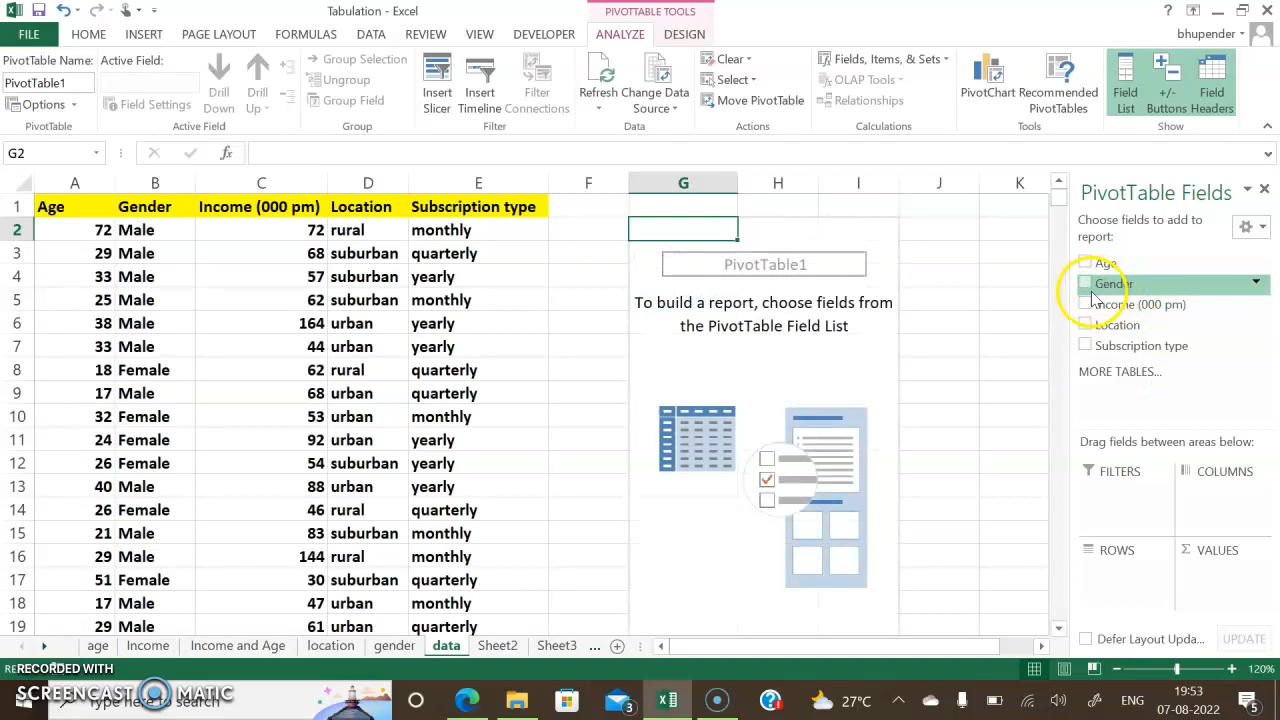 Tabulation - Excel
PIVOTTABLE TOOLS
FILE HOME INSERT PAGE LAYOUT FORMULAS DATA REVIEW VIEW DEVELOPER ANALYZE DESIGN
bhupender
PivotTable Name: Active Field:
PivotTable1
Options
PivotTable
Drill Down
Drill Up
Field Settings
Active Field
Group Selection
Ungroup
Group Field
Group
Insert Slicer
Insert Timeline
Filter Connections
Filter
Refresh
Change Data Source
Data
Clear
Select
Move PivotTable
Actions
Fields, Items, & Sets
OLAP Tools
Relationships
Calculations
PivotChart
Recommended PivotTables
Tools
Field List
+/- Buttons
Field Headers
Show
G2
fx
A B C D E F G H I J K
1 Age Gender Income (000 pm) Location Subscription type
2 72 Male 72 rural monthly
3 29 Male 68 suburban quarterly
4 33 Male 57 suburban yearly
5 25 Male 62 suburban quarterly
6 38 Male 164 urban yearly
7 33 Male 44 urban yearly
8 18 Female 62 rural quarterly
9 17 Male 68 urban quarterly
10 32 Female 53 urban monthly
11 24 Female 92 urban yearly
12 26 Female 54 suburban yearly
13 40 Male 88 urban yearly
14 26 Female 46 rural quarterly
15 21 Male 83 suburban monthly
16 29 Male 144 rural monthly
17 51 Female 30 suburban quarterly
18 17 Male 47 urban monthly
19 29 Male 61 urban quarterly
PivotTable1
To build a report, choose fields from
the PivotTable Field List
PivotTable Fields
Choose fields to add to
report:
Age
Gender
Income (000 pm)
Location
Subscription type
MORE TABLES...
Drag fields between areas below:
FILTERS COLUMNS
ROWS Σ VALUES
Defer Layout Upda... UPDATE
age Income Income and Age location gender data Sheet2 Sheet3 ...
RECORDED WITH
120%
SCREENCAST MATIC
Type here to search
3
27°C
ENG
19:53
07-08-2022
5